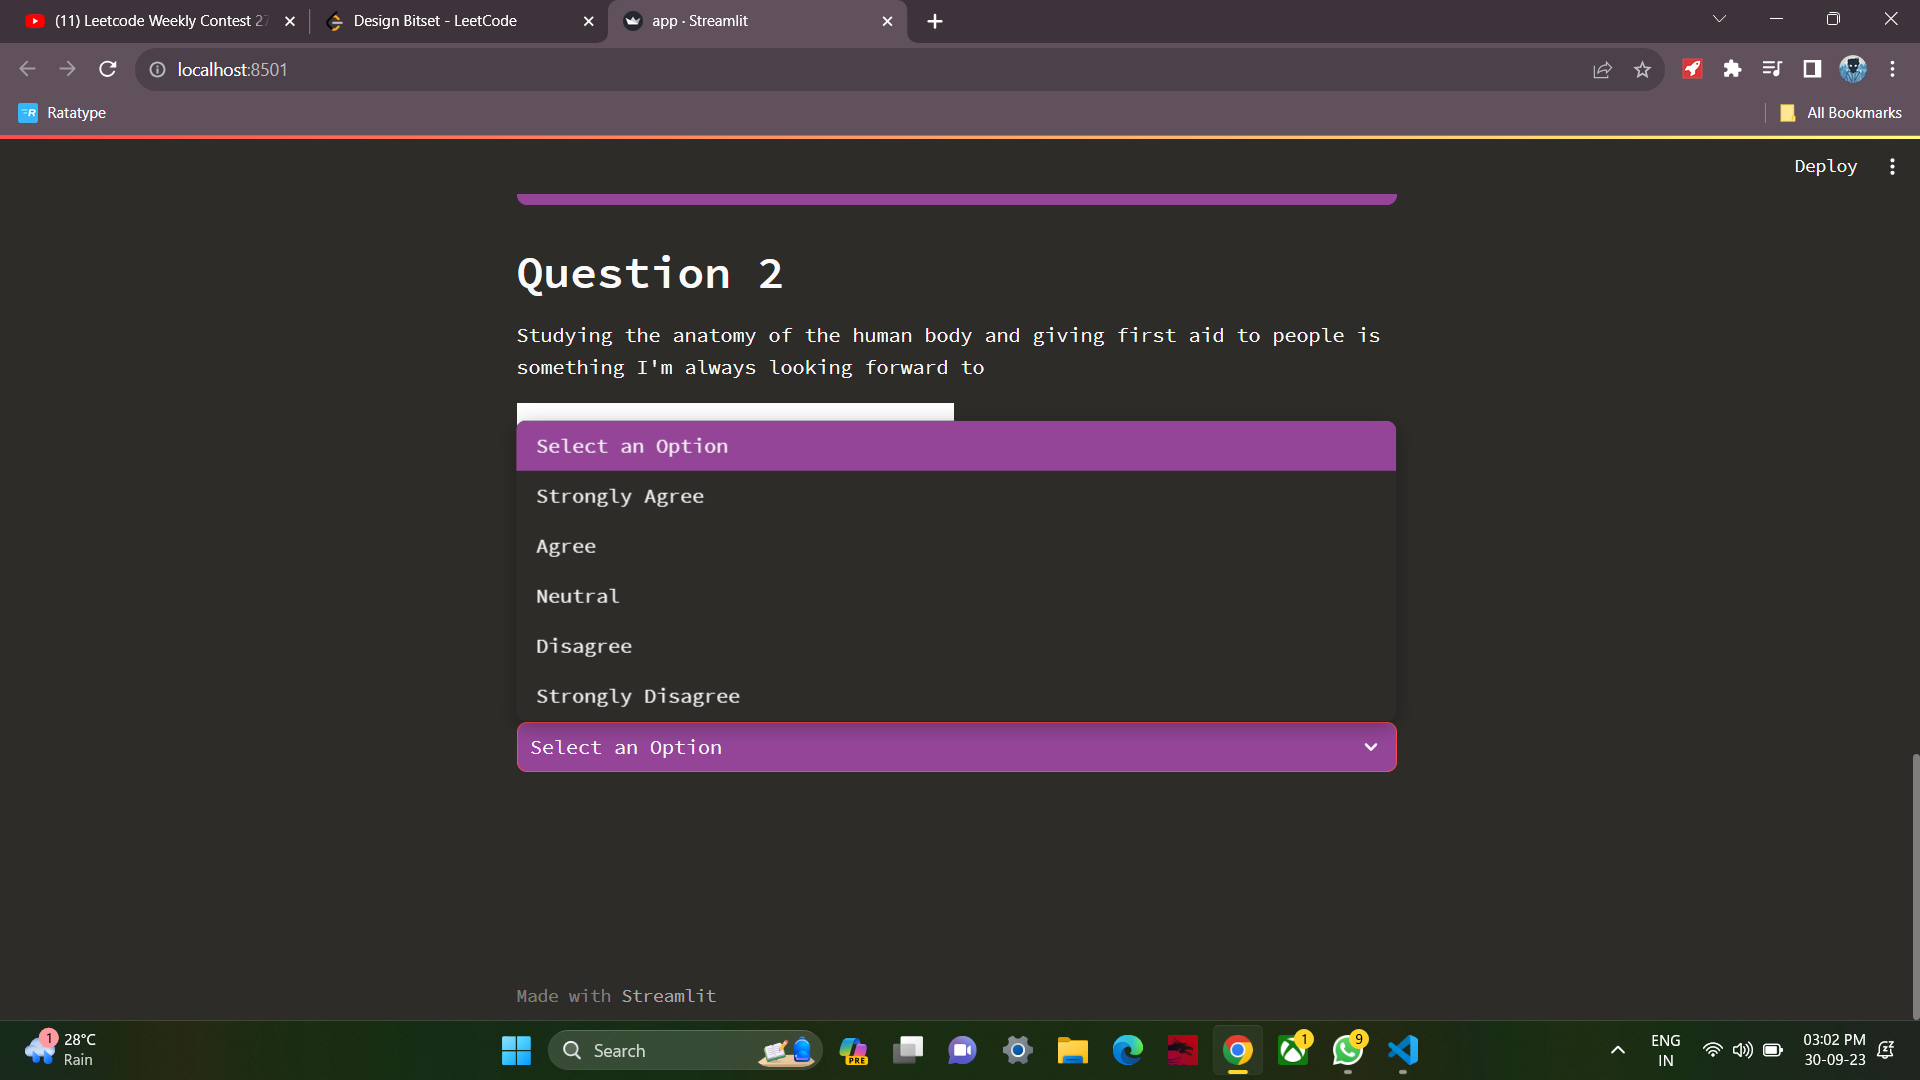 (11) Leetcode Weekly Contest 27
Design Bitset - LeetCode
app · Streamlit
localhost:8501
Ratatype
All Bookmarks
Deploy
Question 2
Studying the anatomy of the human body and giving first aid to people is
something I'm always looking forward to
Select an Option
Strongly Agree
Agree
Neutral
Disagree
Strongly Disagree
Select an Option
Made with Streamlit
1
28°C
Rain
Search
PRE
1
9
ENG
IN
03:02 PM
30-09-23